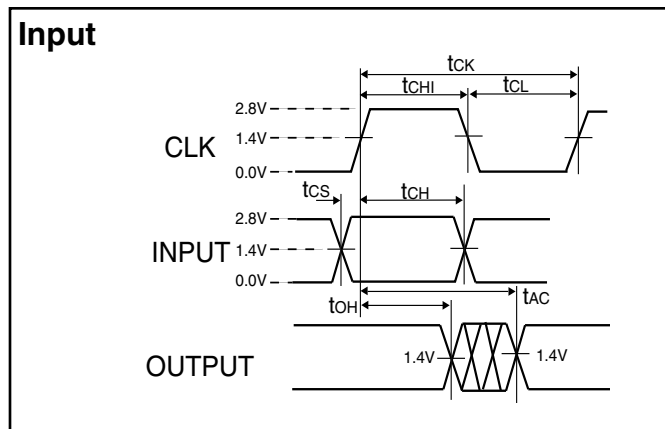 Input
tCK
tCHI tCL
2.8V
CLK 1.4V
0.0V
tCS tCH
2.8V
INPUT 1.4V
0.0V
tAC
tOH
OUTPUT 1.4V 1.4V